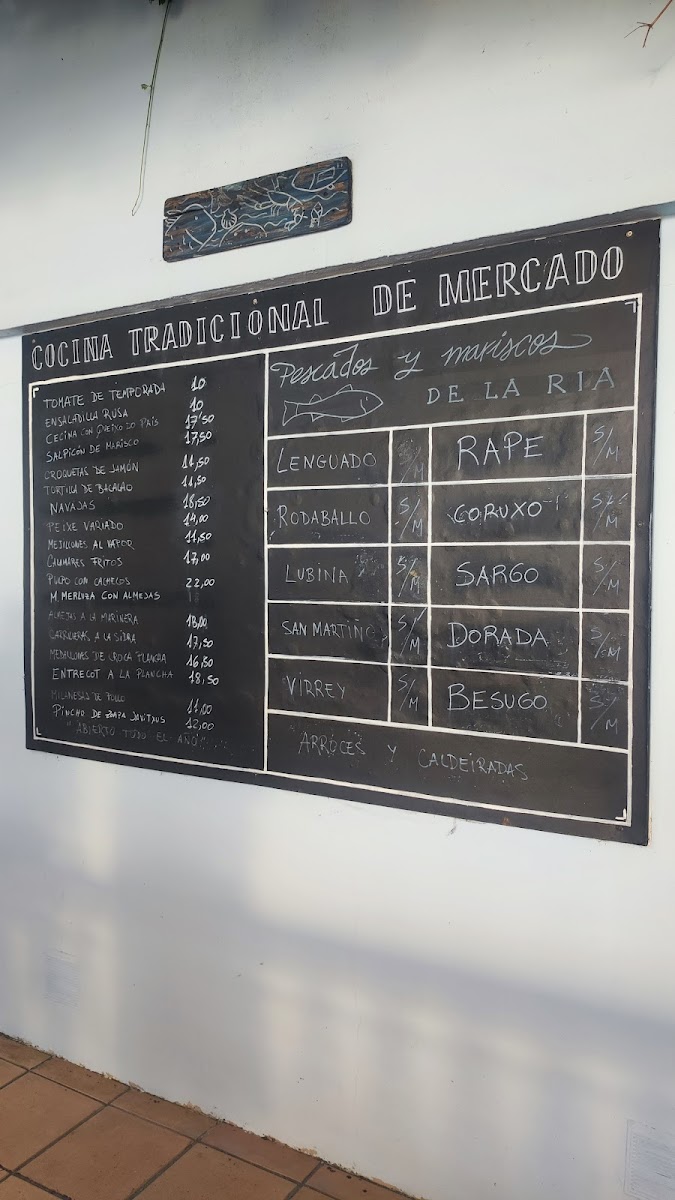 COCINA TRADICIONAL DE MERCADO
TOMATE DE TEMPORADA 10
ENSALADILLA RUSA 10
CECINA CON QUEIXO DO PAIS 17'50
SALPICÓN DE MARISCO 17,50
CROQUETAS DE JAMÓN 11,50
TORTILLA DE BACALAO 11,50
NAVAJAS 18,50
PEIXE VARIADO 14,00
MEJILLONES AL VAPOR 11,50
CALAMARES FRITOS 17,00
PULPO CON CACHELOS 22,00
MERLUZA CON ALMEJAS
ALMEJAS A LA MARINERA 18,00
A LA SIDRA 17,50
MEDALLONES DE PLANCHA 16,50
ENTRECOT A LA PLANCHA 18,50
MILANESAS DE POLLO 11,00
PINCHO DE 12,00
"ABIERTO TODO EL AÑO"
Pescados y mariscos
DE LA RIA
LENGUADO S/M RAPE S/M
RODABALLO S/M CORUXO S/M
LUBINA S/M SARGO S/M
SAN MARTIÑO S/M DORADA S/M
VIRREY S/M BESUGO S/M
"ARROCES Y CALDEIRADAS